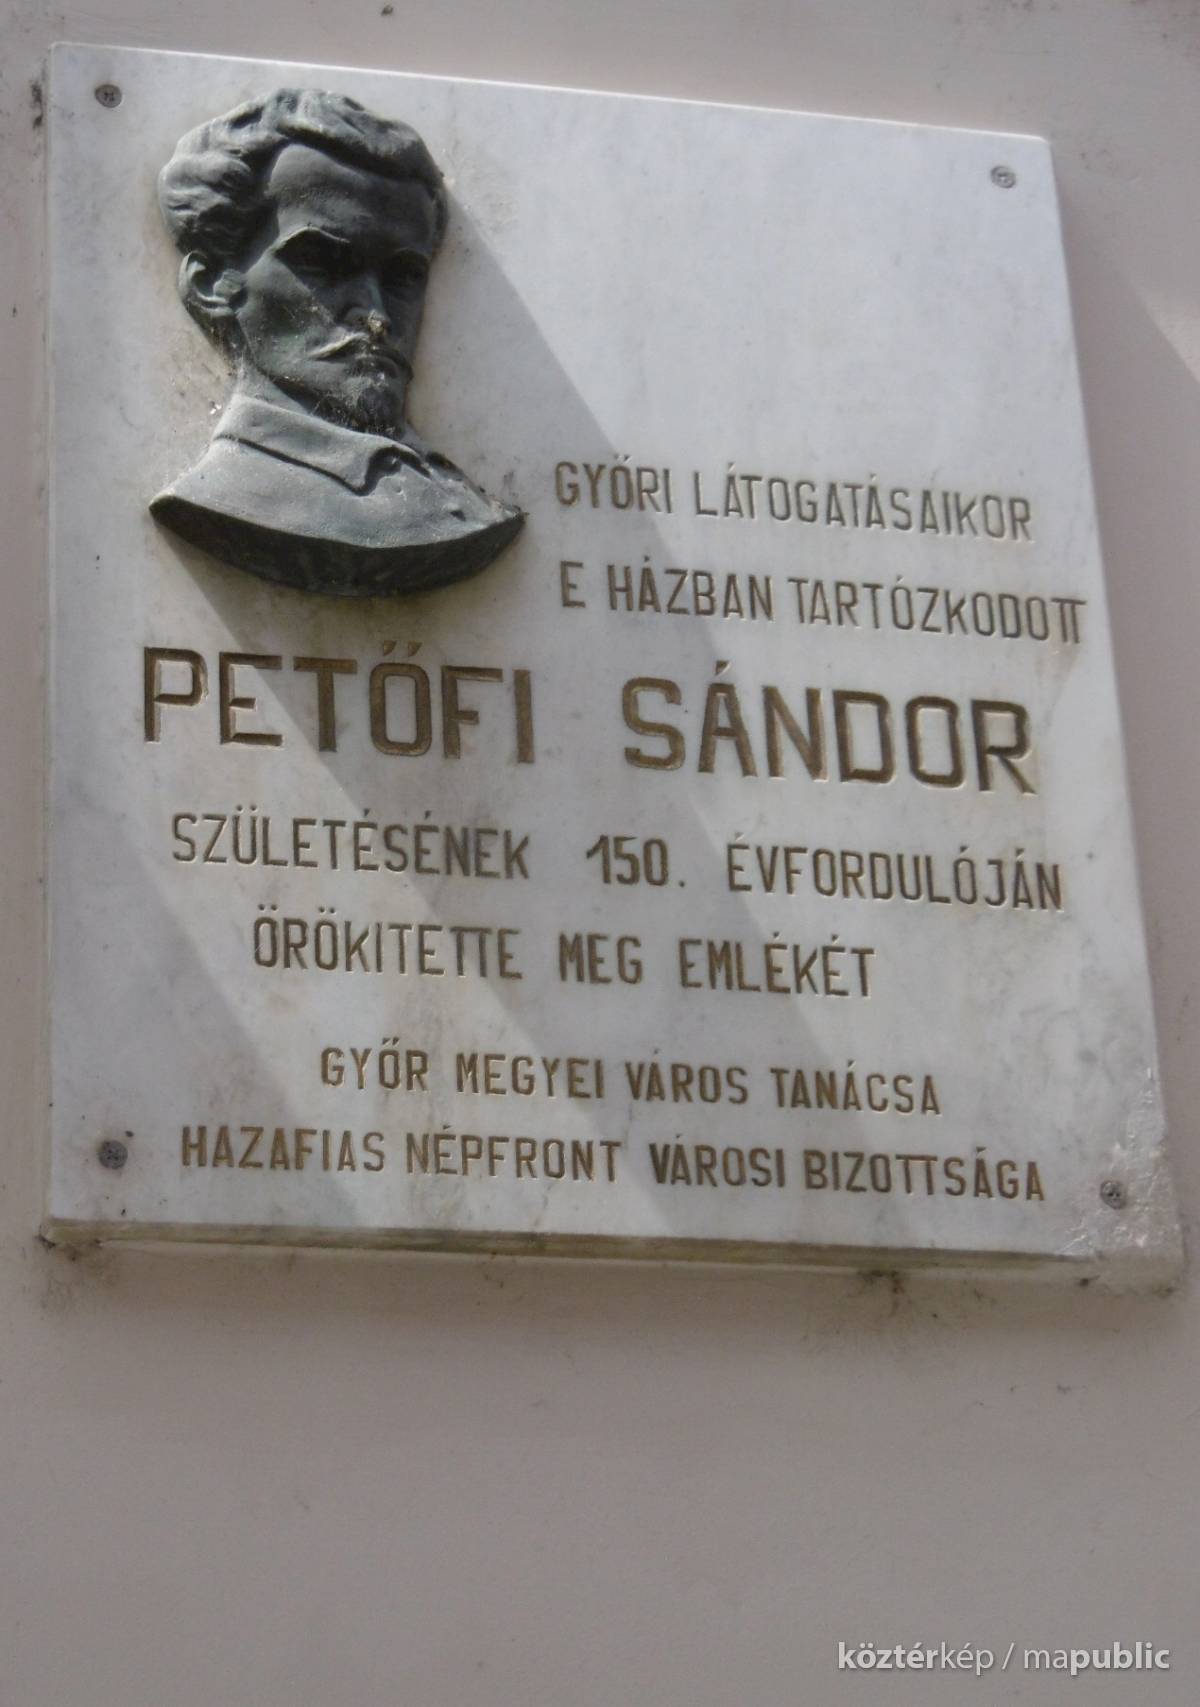 GYŐRI LÁTOGATÁSAIKOR
E HÁZBAN TARTÓZKODOTT
PETŐFI SÁNDOR
SZÜLETÉSÉNEK 150. ÉVFORDULÓJÁN
ÖRÖKITETTE MEG EMLÉKÉT
GYŐR MEGYEI VÁROS TANÁCSA
HAZAFIAS NÉPFRONT VÁROSI BIZOTTSÁGA
köztérkép / mapublic